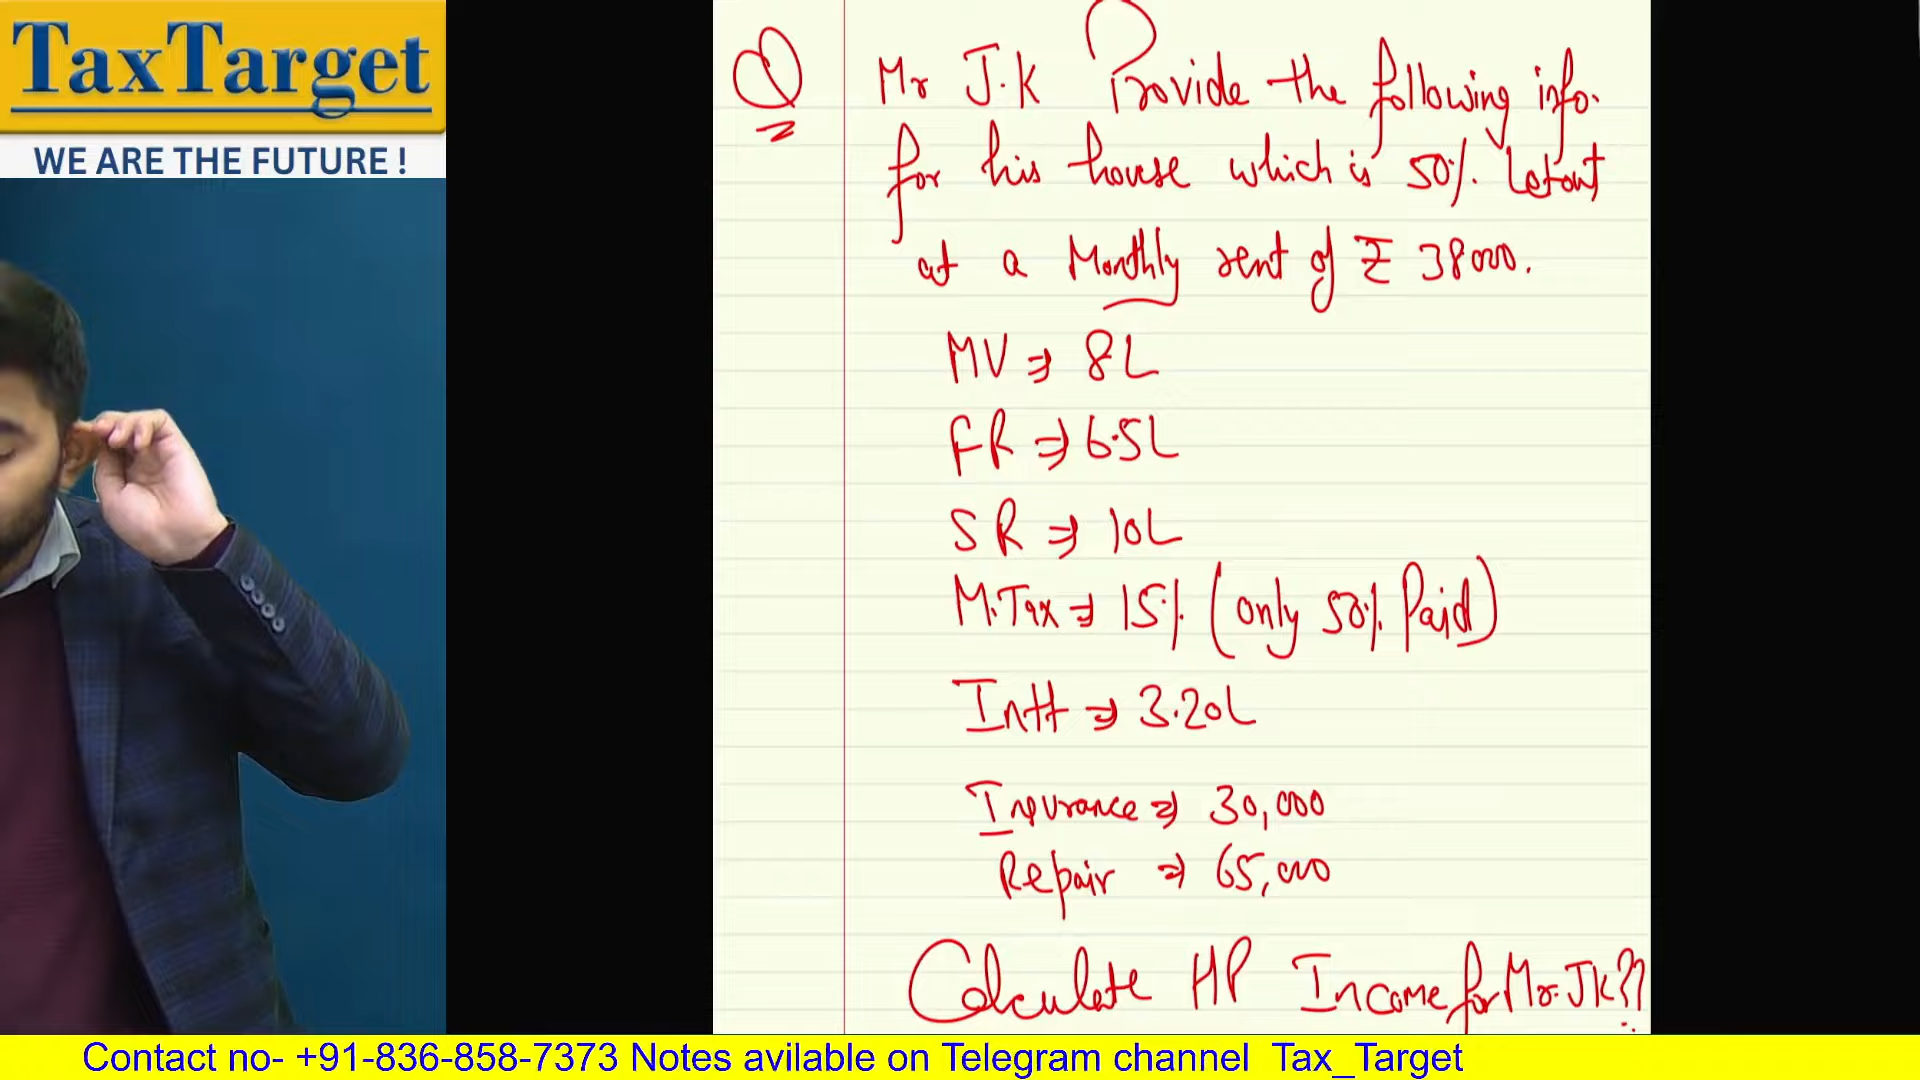 TaxTarget
WE ARE THE FUTURE !
Q Mr J.K Provide the following info.
for his house which is 50%. Letout
at a Monthly rent of ₹ 38000.
MV ⇒ 8L
FR ⇒ 6.5L
SR ⇒ 10L
M.Tax ⇒ 15% (only 50% Paid)
Intt ⇒ 3.20L
Insurance ⇒ 30,000
Repair ⇒ 65,000
Calculate HP Income for Mr. JK??
Contact no- +91-836-858-7373 Notes avilable on Telegram channel Tax_Target